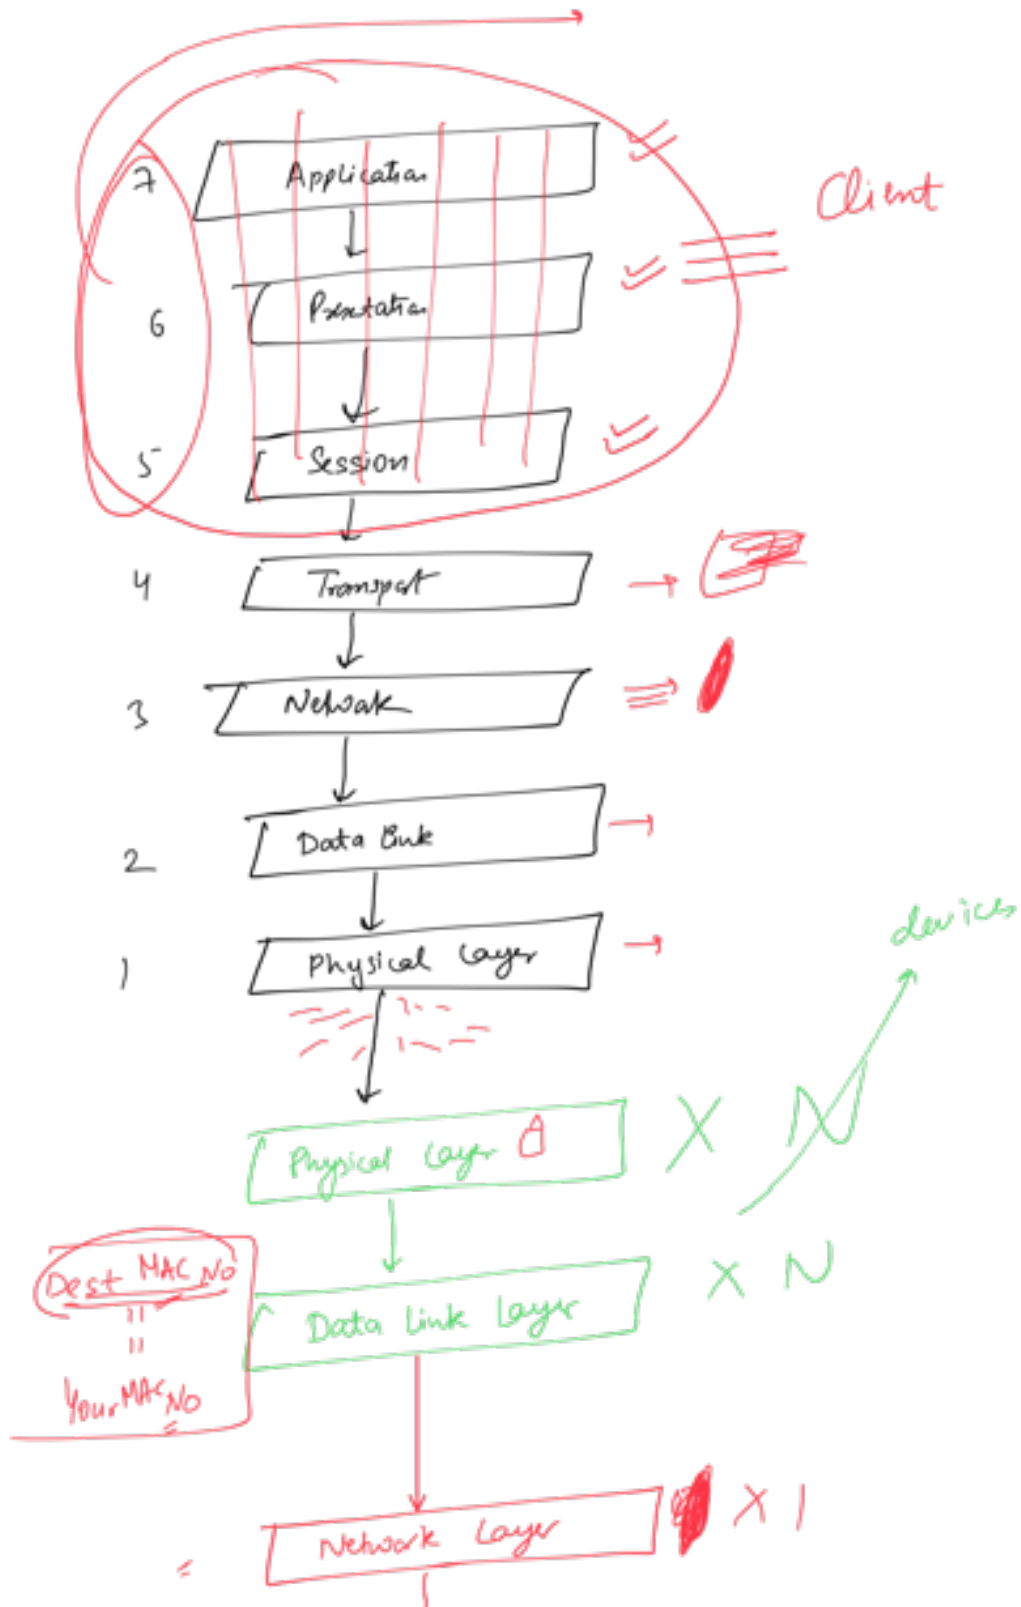 7 Application
Client
6 Presentation
5 Session
4 Transport
3 Network
2 Data Link
1 Physical Layer
devices
Physical Layer X N
Dest MAC No
Data Link Layer X N
=
=
Your MAC No
Network Layer X 1